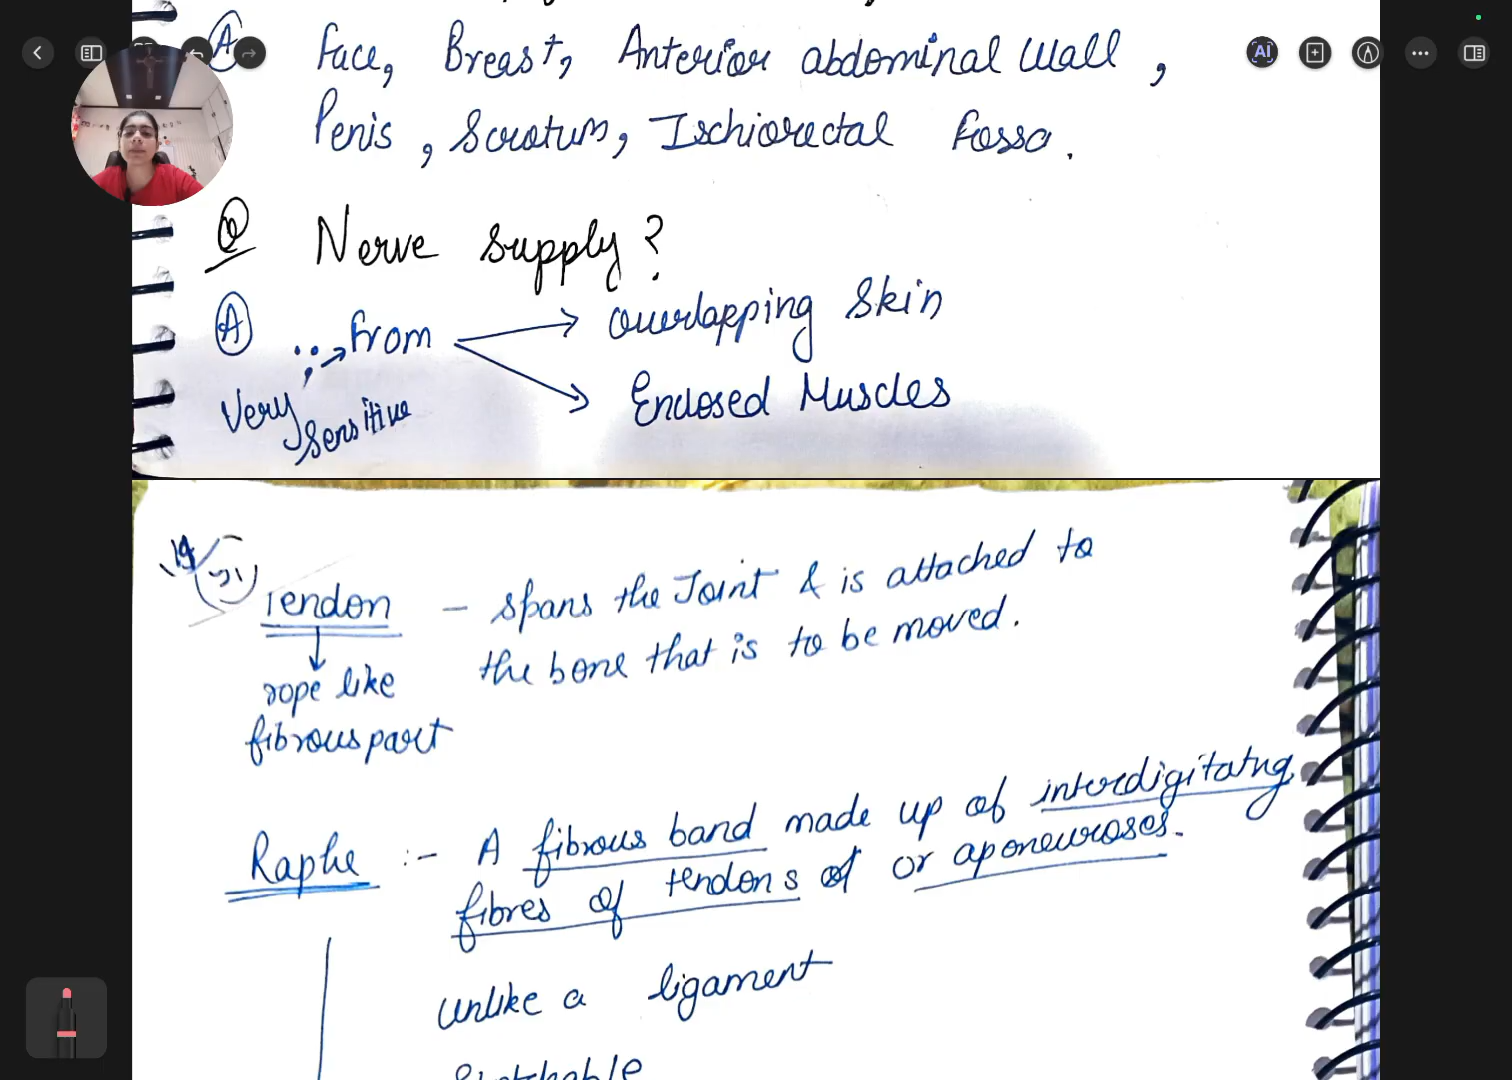 A Face, Breast, Anterior abdominal wall,
Penis, Scrotum, Ischiorectal fossa.
Q Nerve supply?
A ∵ → from → Overlapping Skin
Very sensitive → Enclosed Muscles
Tendon - spans the Joint & is attached to
the bone that is to be moved.
rope like
fibrous part
Raphe :- A fibrous band made up of interdigitatng
fibres of tendons of or aponeuroses.
Unlike a ligament
AI